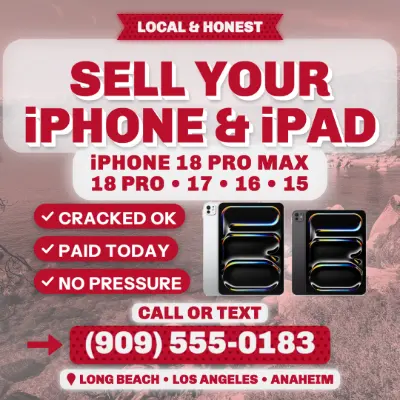 LOCAL & HONEST
SELL YOUR
iPHONE & iPAD
iPHONE 18 PRO MAX
18 PRO • 17 • 16 • 15
CRACKED OK
PAID TODAY
NO PRESSURE
CALL OR TEXT
(909) 555-0183
LONG BEACH • LOS ANGELES • ANAHEIM